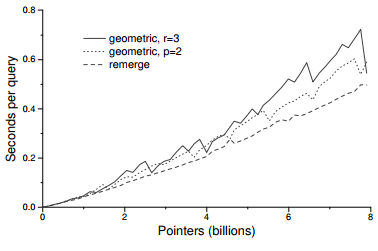 0.8
geometric, r=3
geometric, p=2
remerge
0.6
0.4
0.2
0.0
Seconds per query
0 2 4 6 8
Pointers (billions)